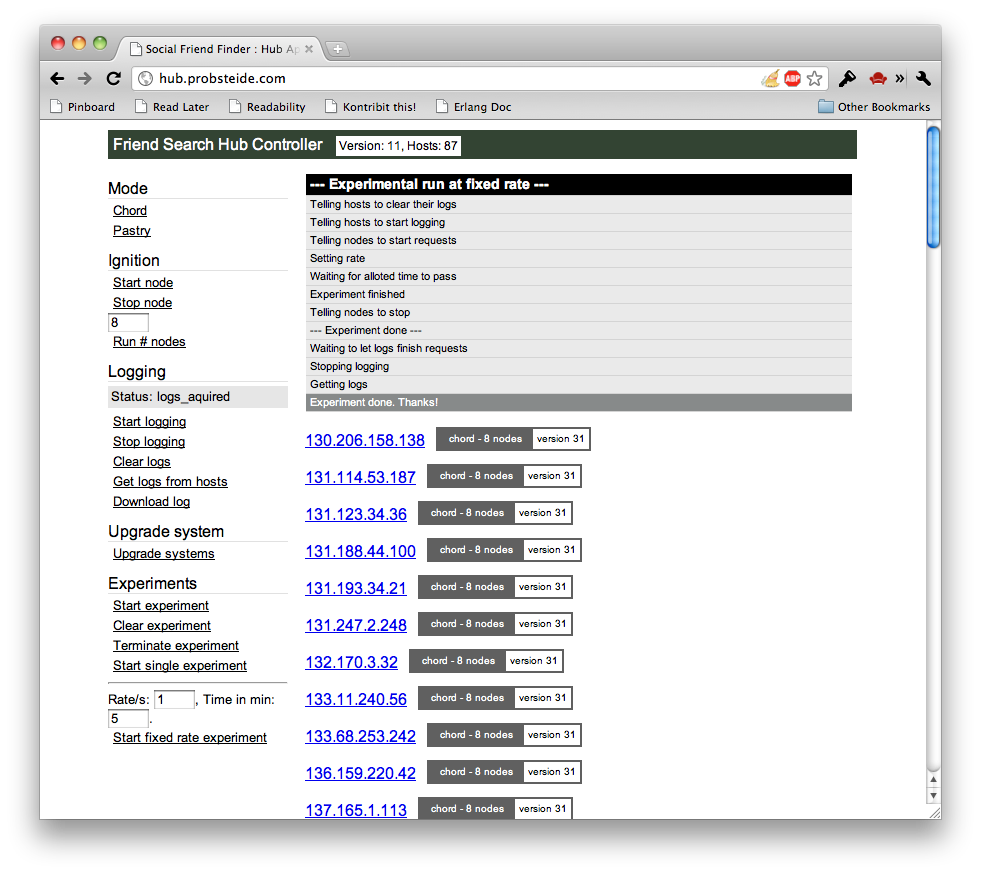 Social Friend Finder : Hub Ap
hub.probsteide.com
ABP
Pinboard
Read Later
Readability
Kontribit this!
Erlang Doc
Other Bookmarks
Friend Search Hub Controller
Version: 11, Hosts: 87
Mode
Chord
Pastry
Ignition
Start node
Stop node
8
Run # nodes
Logging
Status: logs_aquired
Start logging
Stop logging
Clear logs
Get logs from hosts
Download log
Upgrade system
Upgrade systems
Experiments
Start experiment
Clear experiment
Terminate experiment
Start single experiment
Rate/s: 1, Time in min:
5.
Start fixed rate experiment
--- Experimental run at fixed rate ---
Telling hosts to clear their logs
Telling hosts to start logging
Telling nodes to start requests
Setting rate
Waiting for alloted time to pass
Experiment finished
Telling nodes to stop
--- Experiment done ---
Waiting to let logs finish requests
Stopping logging
Getting logs
Experiment done. Thanks!
130.206.158.138 chord - 8 nodes version 31
131.114.53.187 chord - 8 nodes version 31
131.123.34.36 chord - 8 nodes version 31
131.188.44.100 chord - 8 nodes version 31
131.193.34.21 chord - 8 nodes version 31
131.247.2.248 chord - 8 nodes version 31
132.170.3.32 chord - 8 nodes version 31
133.11.240.56 chord - 8 nodes version 31
133.68.253.242 chord - 8 nodes version 31
136.159.220.42 chord - 8 nodes version 31
137.165.1.113 chord - 8 nodes version 31